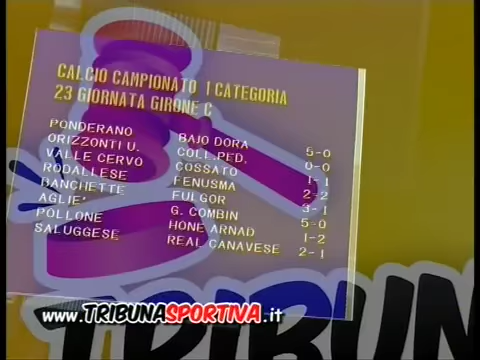 CALCIO CAMPIONATO I CATEGORIA
23 GIORNATA GIRONE C
PONDERANO BAJO DORA 5-0
ORIZZONTI U. COLL.PED. 0-0
VALLE CERVO COSSATO 1-1
RODALLESE FENUSMA 2-2
BANCHETTE FULGOR 3-1
AGLIE' G. COMBIN 5-0
POLLONE HONE ARNAD 1-2
SALUGGESE REAL CANAVESE 2-1
www.TRIBUNASPORTIVA.it
TRIBUN